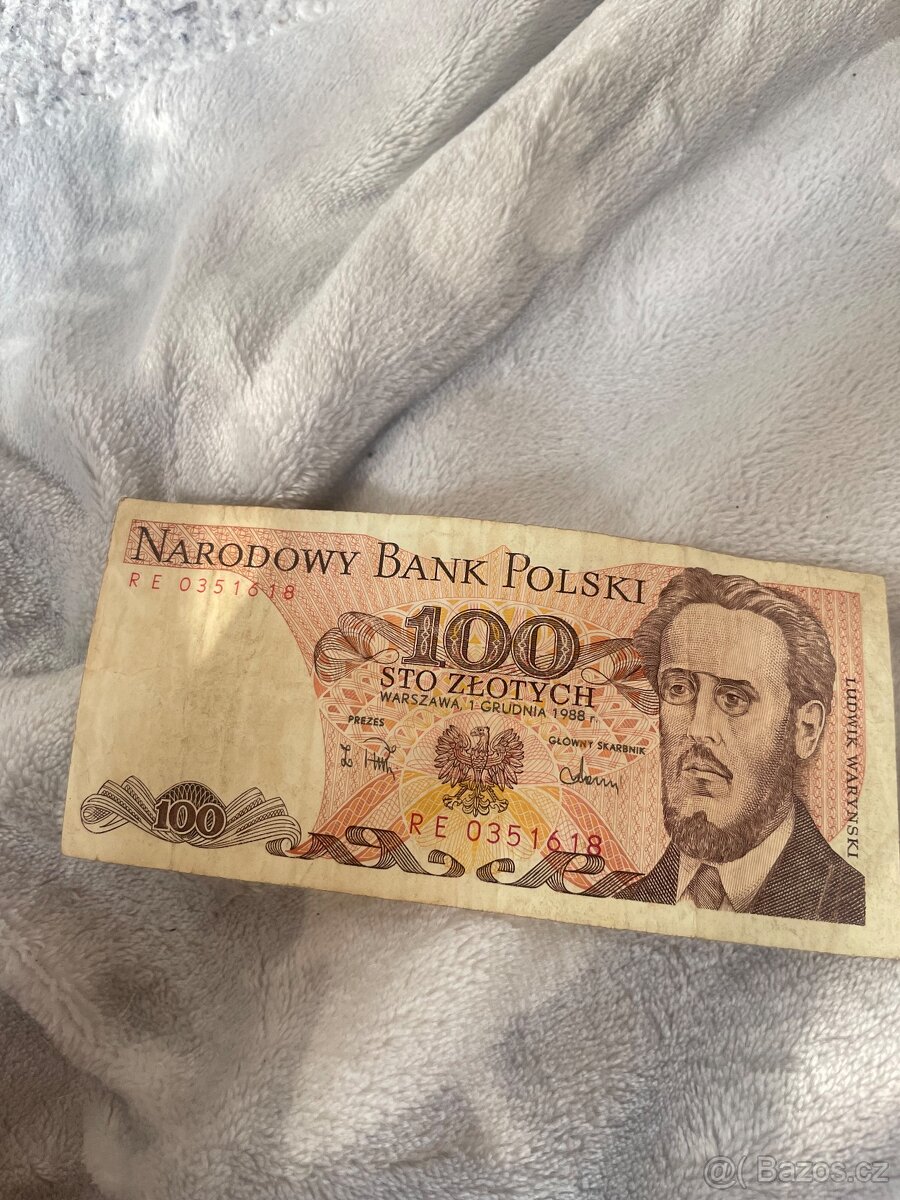 NARODOWY BANK POLSKI
RE 0351618
100
STO ZŁOTYCH
WARSZAWA, 1 GRUDNIA 1988 r.
PREZES
GŁÓWNY SKARBNIK
RE 0351618
100
LUDWIK WARYŃSKI
@( Bazos.cz